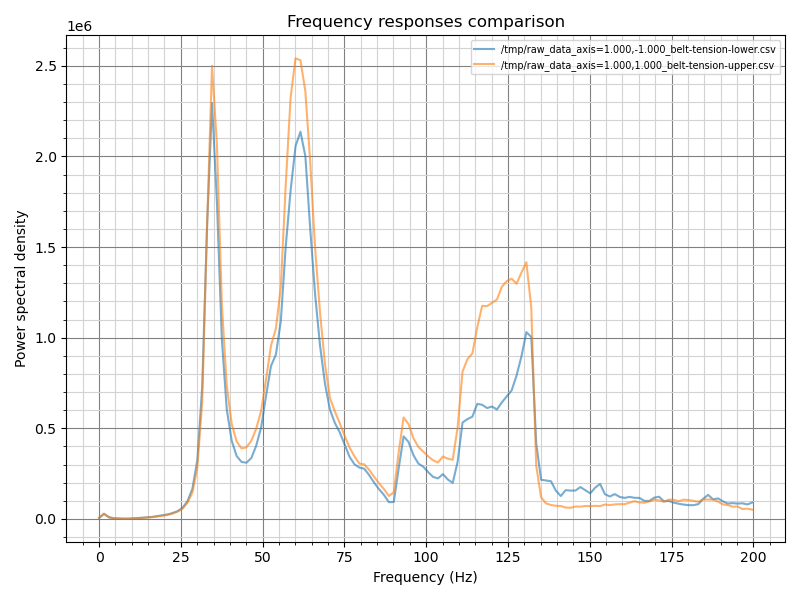 Frequency responses comparison
1e6
/tmp/raw_data_axis=1.000,-1.000_belt-tension-lower.csv
/tmp/raw_data_axis=1.000,1.000_belt-tension-upper.csv
2.5
2.0
1.5
1.0
0.5
0.0
Power spectral density
0 25 50 75 100 125 150 175 200
Frequency (Hz)